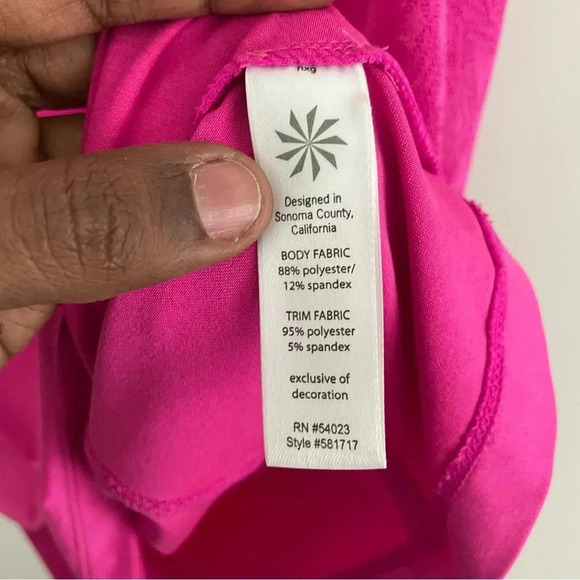 Designed in
Sonoma County,
California
BODY FABRIC
88% polyester/
12% spandex
TRIM FABRIC
95% polyester
5% spandex
exclusive of
decoration
RN #54023
Style #581717